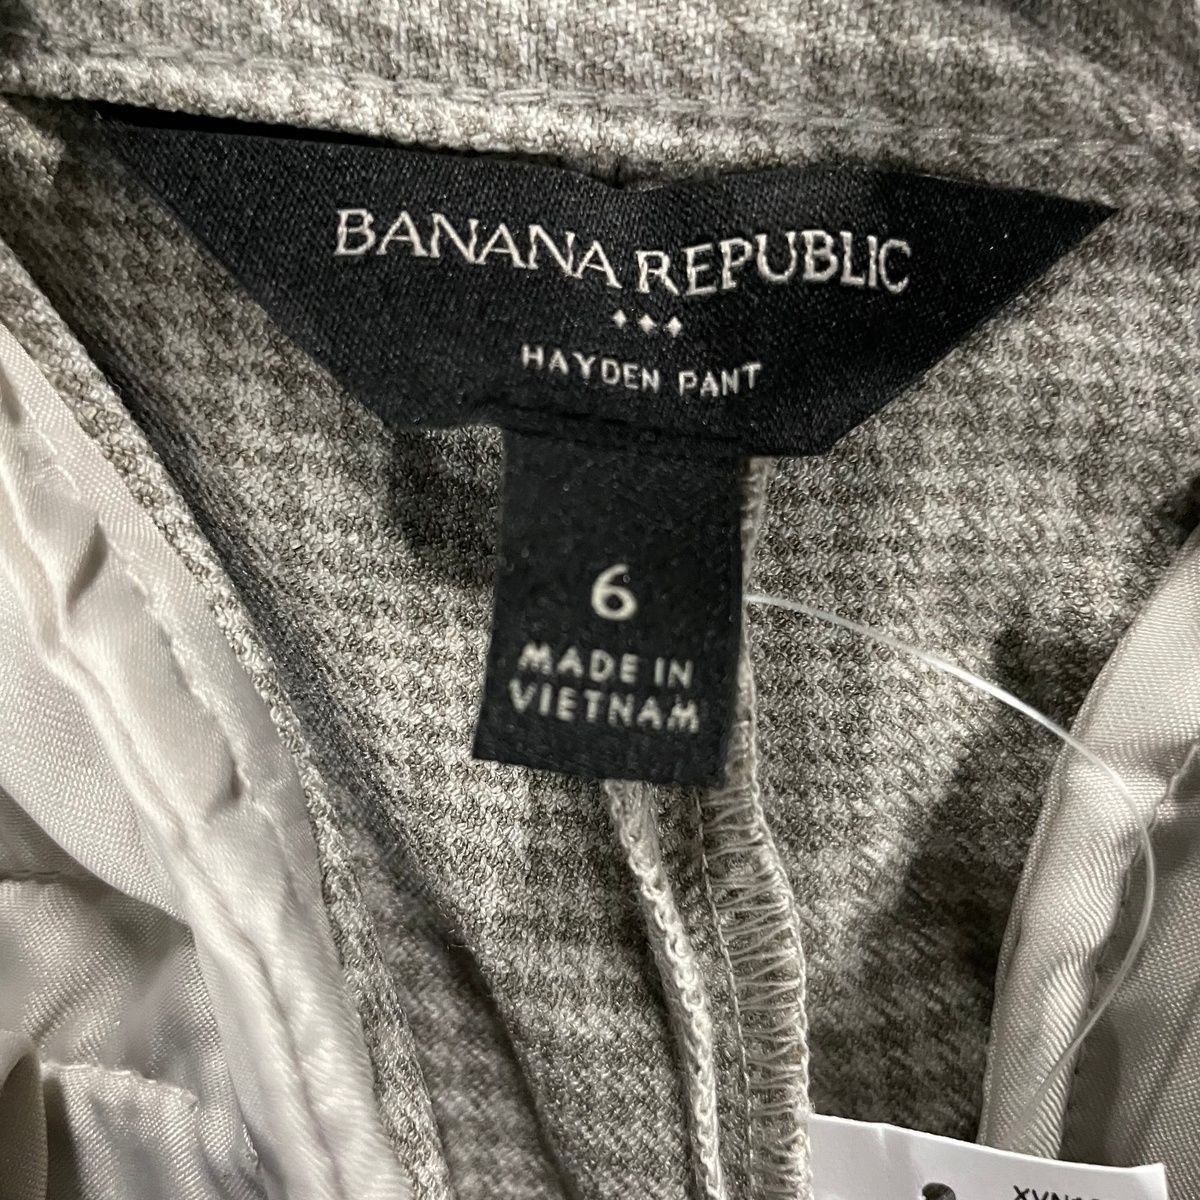 BANANA REPUBLIC
HAYDEN PANT
6
MADE IN
VIETNAM